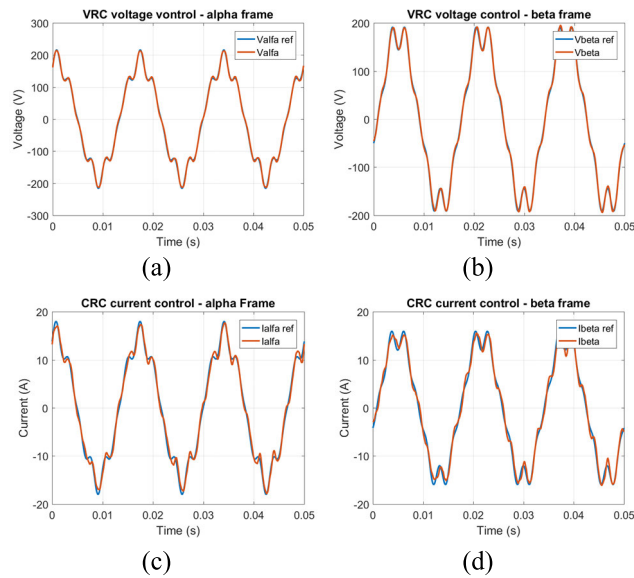 VRC voltage vontrol - alpha frame
300
200
100
0
-100
-200
-300
Voltage (V)
Valfa ref
Valfa
0
0.01
0.02
0.03
0.04
0.05
Time (s)
(a)
VRC voltage control - beta frame
200
100
0
-100
-200
Voltage (V)
Vbeta ref
Vbeta
0
0.01
0.02
0.03
0.04
0.05
Time (s)
(b)
CRC current control - alpha Frame
20
10
0
-10
-20
Current (A)
Ialfa ref
Ialfa
0
0.01
0.02
0.03
0.04
0.05
Time (s)
(c)
CRC current control - beta frame
20
10
0
-10
-20
Current (A)
Ibeta ref
Ibeta
0
0.01
0.02
0.03
0.04
0.05
Time (s)
(d)